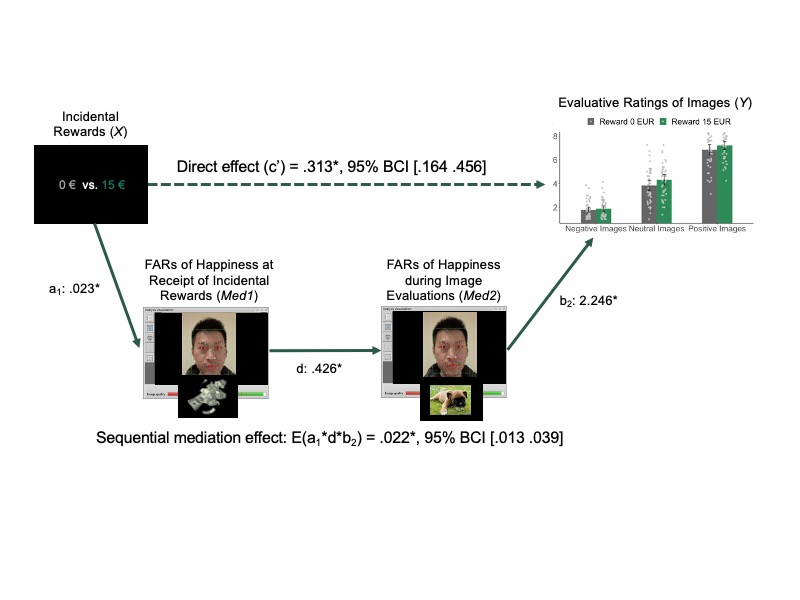 Incidental
Rewards (X)
0 € vs. 15 €
Direct effect (c’) = .313*, 95% BCI [.164 .456]
Evaluative Ratings of Images (Y)
Reward 0 EUR Reward 15 EUR
8
6
4
2
Negative Images Neutral Images Positive Images
a1: .023*
FARs of Happiness at
Receipt of Incidental
Rewards (Med1)
d: .426*
FARs of Happiness
during Image
Evaluations (Med2)
b2: 2.246*
Sequential mediation effect: E(a1*d*b2) = .022*, 95% BCI [.013 .039]